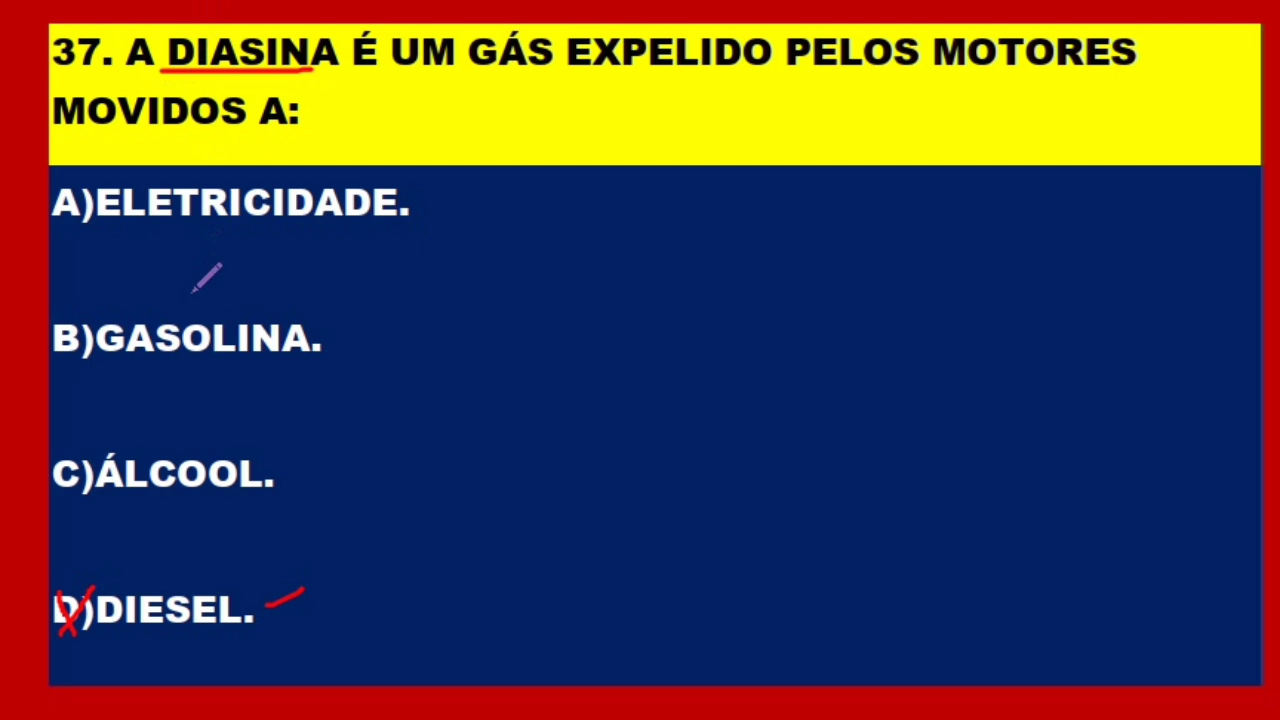 37. A DIASINA É UM GÁS EXPELIDO PELOS MOTORES
MOVIDOS A:
A)ELETRICIDADE.
B)GASOLINA.
C)ÁLCOOL.
D)DIESEL.